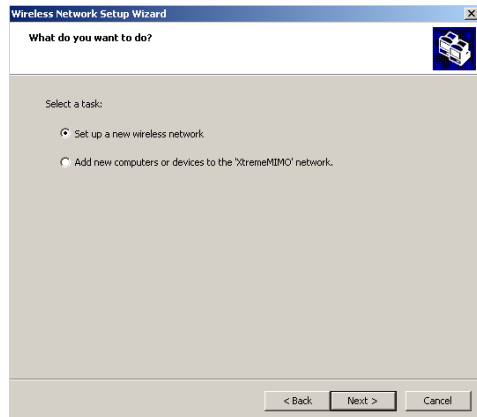 Wireless Network Setup Wizard
What do you want to do?
Select a task:
Set up a new wireless network
Add new computers or devices to the 'XtremeMIMO' network.
< Back
Next >
Cancel